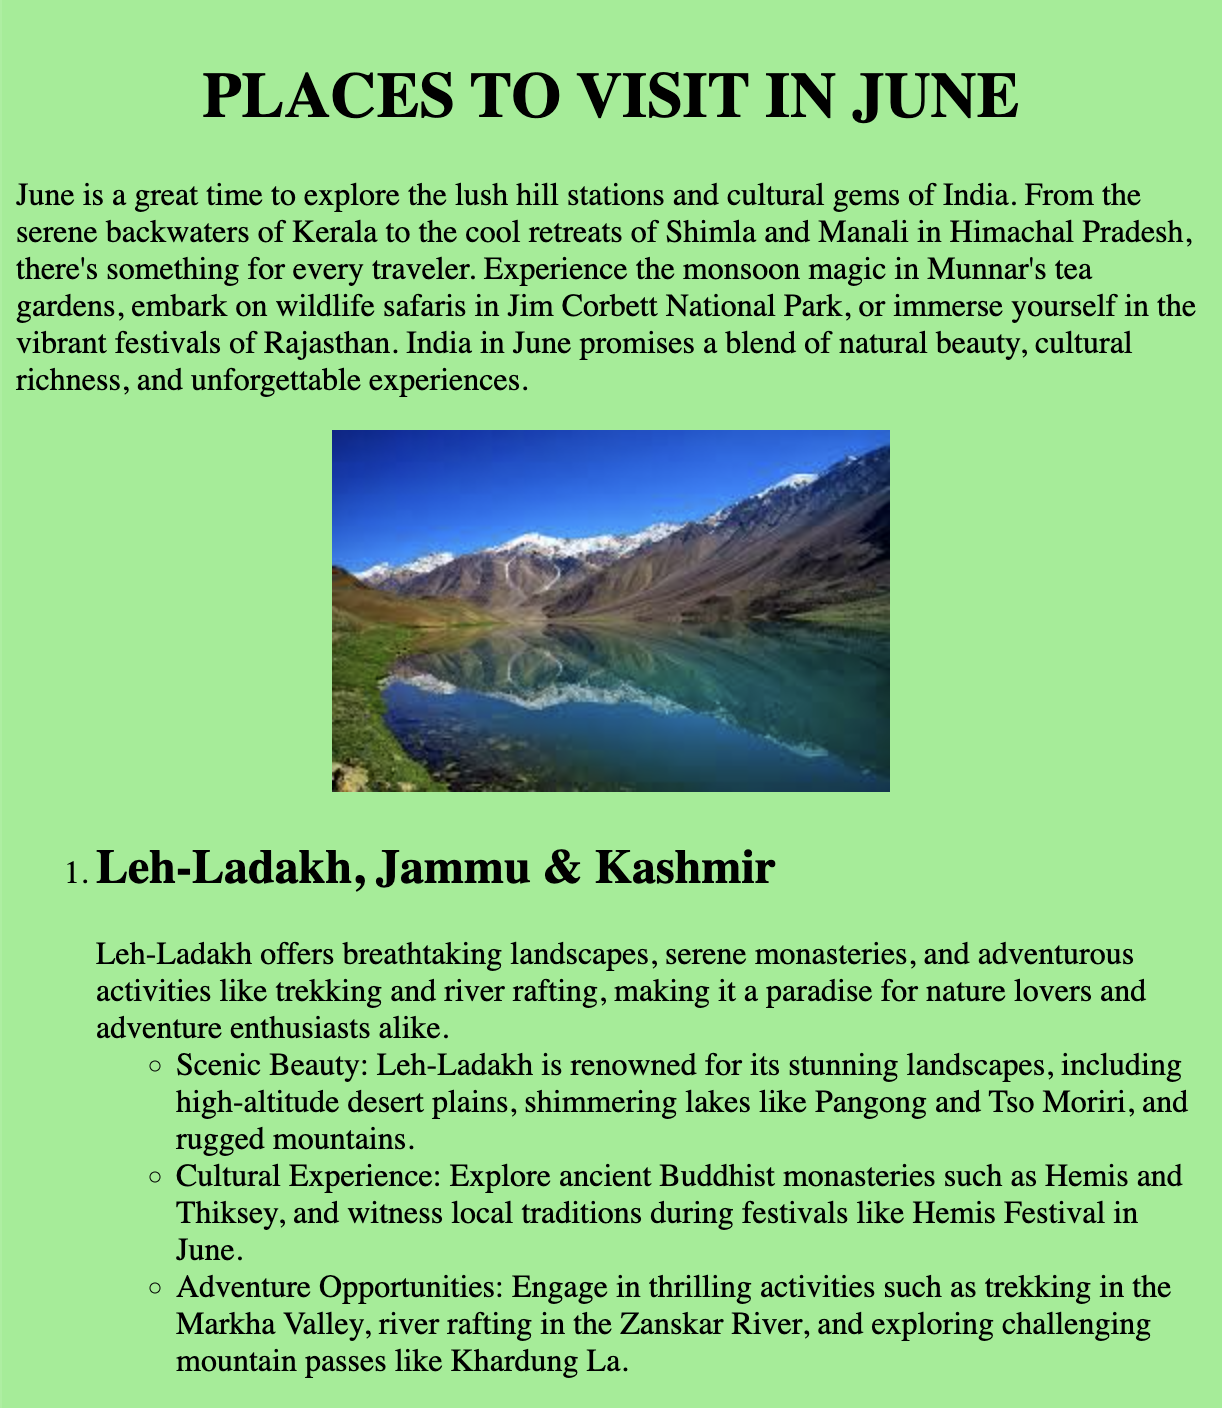 PLACES TO VISIT IN JUNE
June is a great time to explore the lush hill stations and cultural gems of India. From the
serene backwaters of Kerala to the cool retreats of Shimla and Manali in Himachal Pradesh,
there's something for every traveler. Experience the monsoon magic in Munnar's tea
gardens, embark on wildlife safaris in Jim Corbett National Park, or immerse yourself in the
vibrant festivals of Rajasthan. India in June promises a blend of natural beauty, cultural
richness, and unforgettable experiences.
1. Leh-Ladakh, Jammu & Kashmir
Leh-Ladakh offers breathtaking landscapes, serene monasteries, and adventurous
activities like trekking and river rafting, making it a paradise for nature lovers and
adventure enthusiasts alike.
◦ Scenic Beauty: Leh-Ladakh is renowned for its stunning landscapes, including
high-altitude desert plains, shimmering lakes like Pangong and Tso Moriri, and
rugged mountains.
◦ Cultural Experience: Explore ancient Buddhist monasteries such as Hemis and
Thiksey, and witness local traditions during festivals like Hemis Festival in
June.
◦ Adventure Opportunities: Engage in thrilling activities such as trekking in the
Markha Valley, river rafting in the Zanskar River, and exploring challenging
mountain passes like Khardung La.